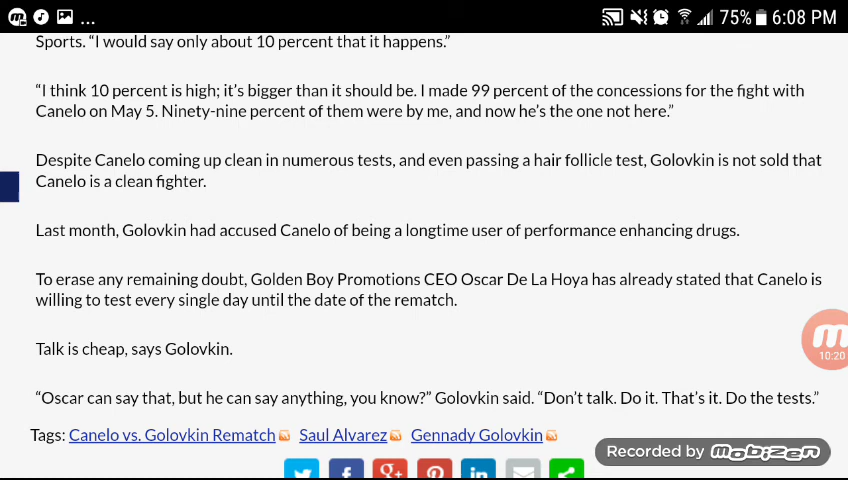 ... 75% 6:08 PM
Sports. “I would say only about 10 percent that it happens.”
“I think 10 percent is high; it’s bigger than it should be. I made 99 percent of the concessions for the fight with
Canelo on May 5. Ninety-nine percent of them were by me, and now he’s the one not here.”
Despite Canelo coming up clean in numerous tests, and even passing a hair follicle test, Golovkin is not sold that
Canelo is a clean fighter.
Last month, Golovkin had accused Canelo of being a longtime user of performance enhancing drugs.
To erase any remaining doubt, Golden Boy Promotions CEO Oscar De La Hoya has already stated that Canelo is
willing to test every single day until the date of the rematch.
10:20
Talk is cheap, says Golovkin.
“Oscar can say that, but he can say anything, you know?” Golovkin said. “Don’t talk. Do it. That’s it. Do the tests.”
Tags: Canelo vs. Golovkin Rematch Saul Alvarez Gennady Golovkin
Recorded by mobizen